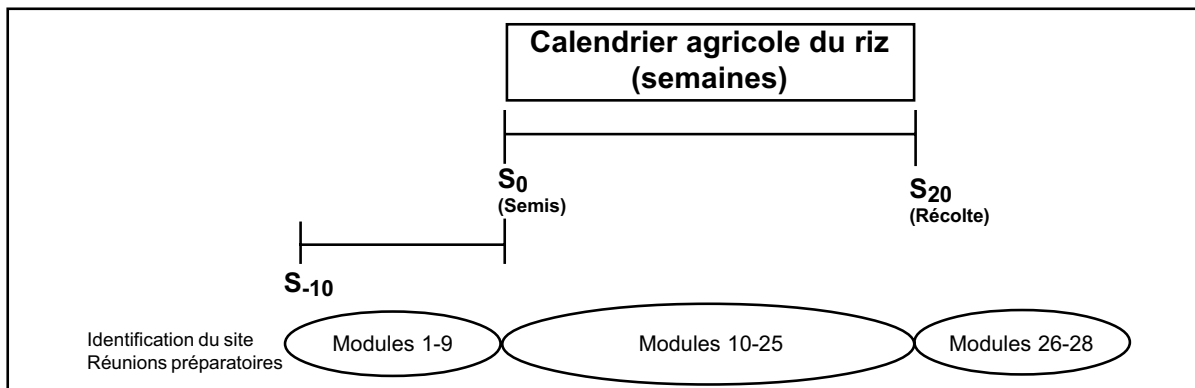 Calendrier agricole du riz
(semaines)
S0
(Semis)
S20
(Récolte)
S-10
Identification du site
Réunions préparatoires
Modules 1-9
Modules 10-25
Modules 26-28